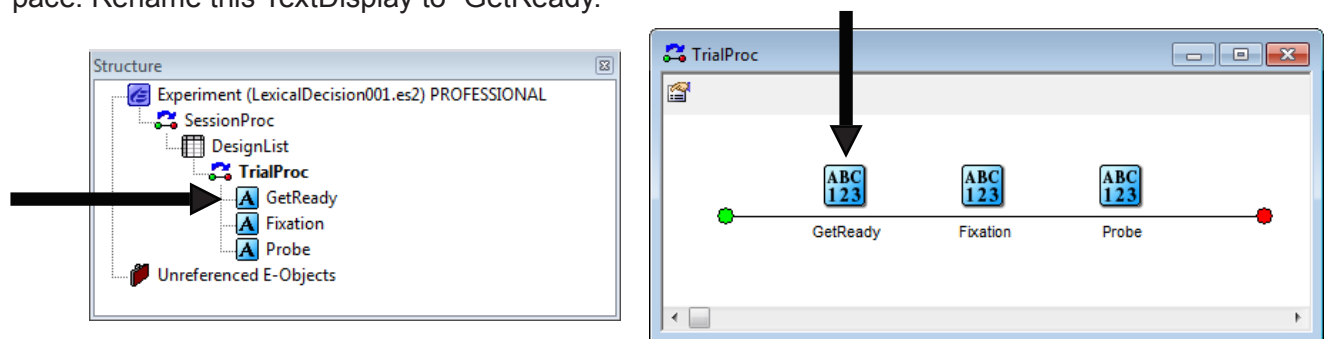 pace. Rename this TextDisplay to "GetReady."
Structure
Experiment (LexicalDecision001.es2) PROFESSIONAL
SessionProc
DesignList
TrialProc
GetReady
Fixation
Probe
Unreferenced E-Objects
TrialProc
ABC
123
ABC
123
ABC
123
GetReady
Fixation
Probe